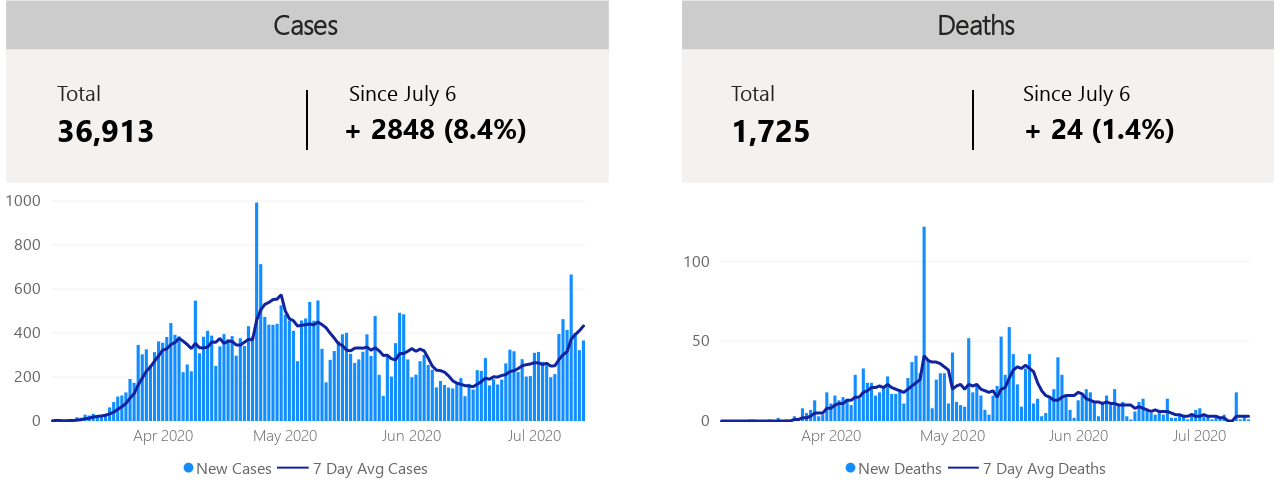 Cases
Total
36,913
Since July 6
+ 2848 (8.4%)
1000
800
600
400
200
0
Apr 2020 May 2020 Jun 2020 Jul 2020
New Cases 7 Day Avg Cases
Deaths
Total
1,725
Since July 6
+ 24 (1.4%)
100
50
0
Apr 2020 May 2020 Jun 2020 Jul 2020
New Deaths 7 Day Avg Deaths